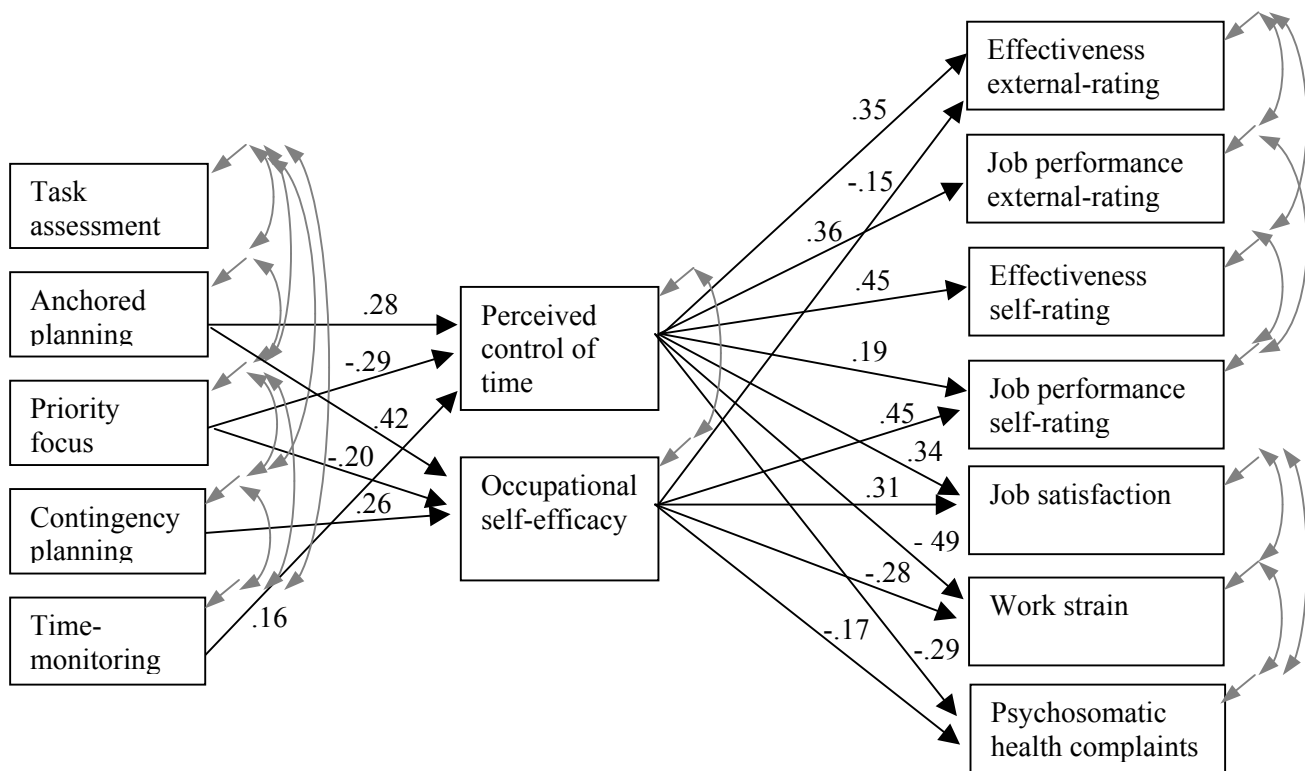 Task
assessment
Anchored
planning
Priority
focus
Contingency
planning
Time-
monitoring
.28
-.29
.42
-.20
.26
.16
Perceived
control of
time
Occupational
self-efficacy
.35
-.15
.36
.45
.19
.45
.34
.31
- 49
-.28
-.17
-.29
Effectiveness
external-rating
Job performance
external-rating
Effectiveness
self-rating
Job performance
self-rating
Job satisfaction
Work strain
Psychosomatic
health complaints